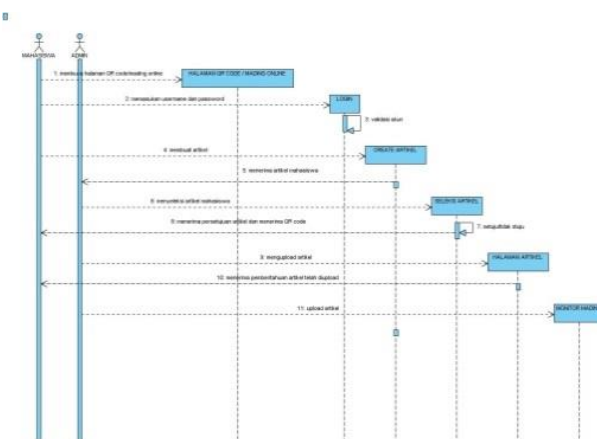 MAHASISWA
ADMIN
HALAMAN QR CODE / MADING ONLINE
1: membuka halaman QR code/mading online
LOGIN
2: memasukan username dan password
3: validasi akun
CREATE ARTIKEL
4: membuat artikel
5: menerima artikel mahasiswa
SELEKSI ARTIKEL
6: menyeleksi artikel mahasiswa
7: setuju/tidak setuju
menerima persetujuan artikel dan menerima QR code
HALAMAN ARTIKEL
9: mengupload artikel
10: menerima pemberitahuan artikel telah diupload
MONITOR MADIN
11: upload artikel